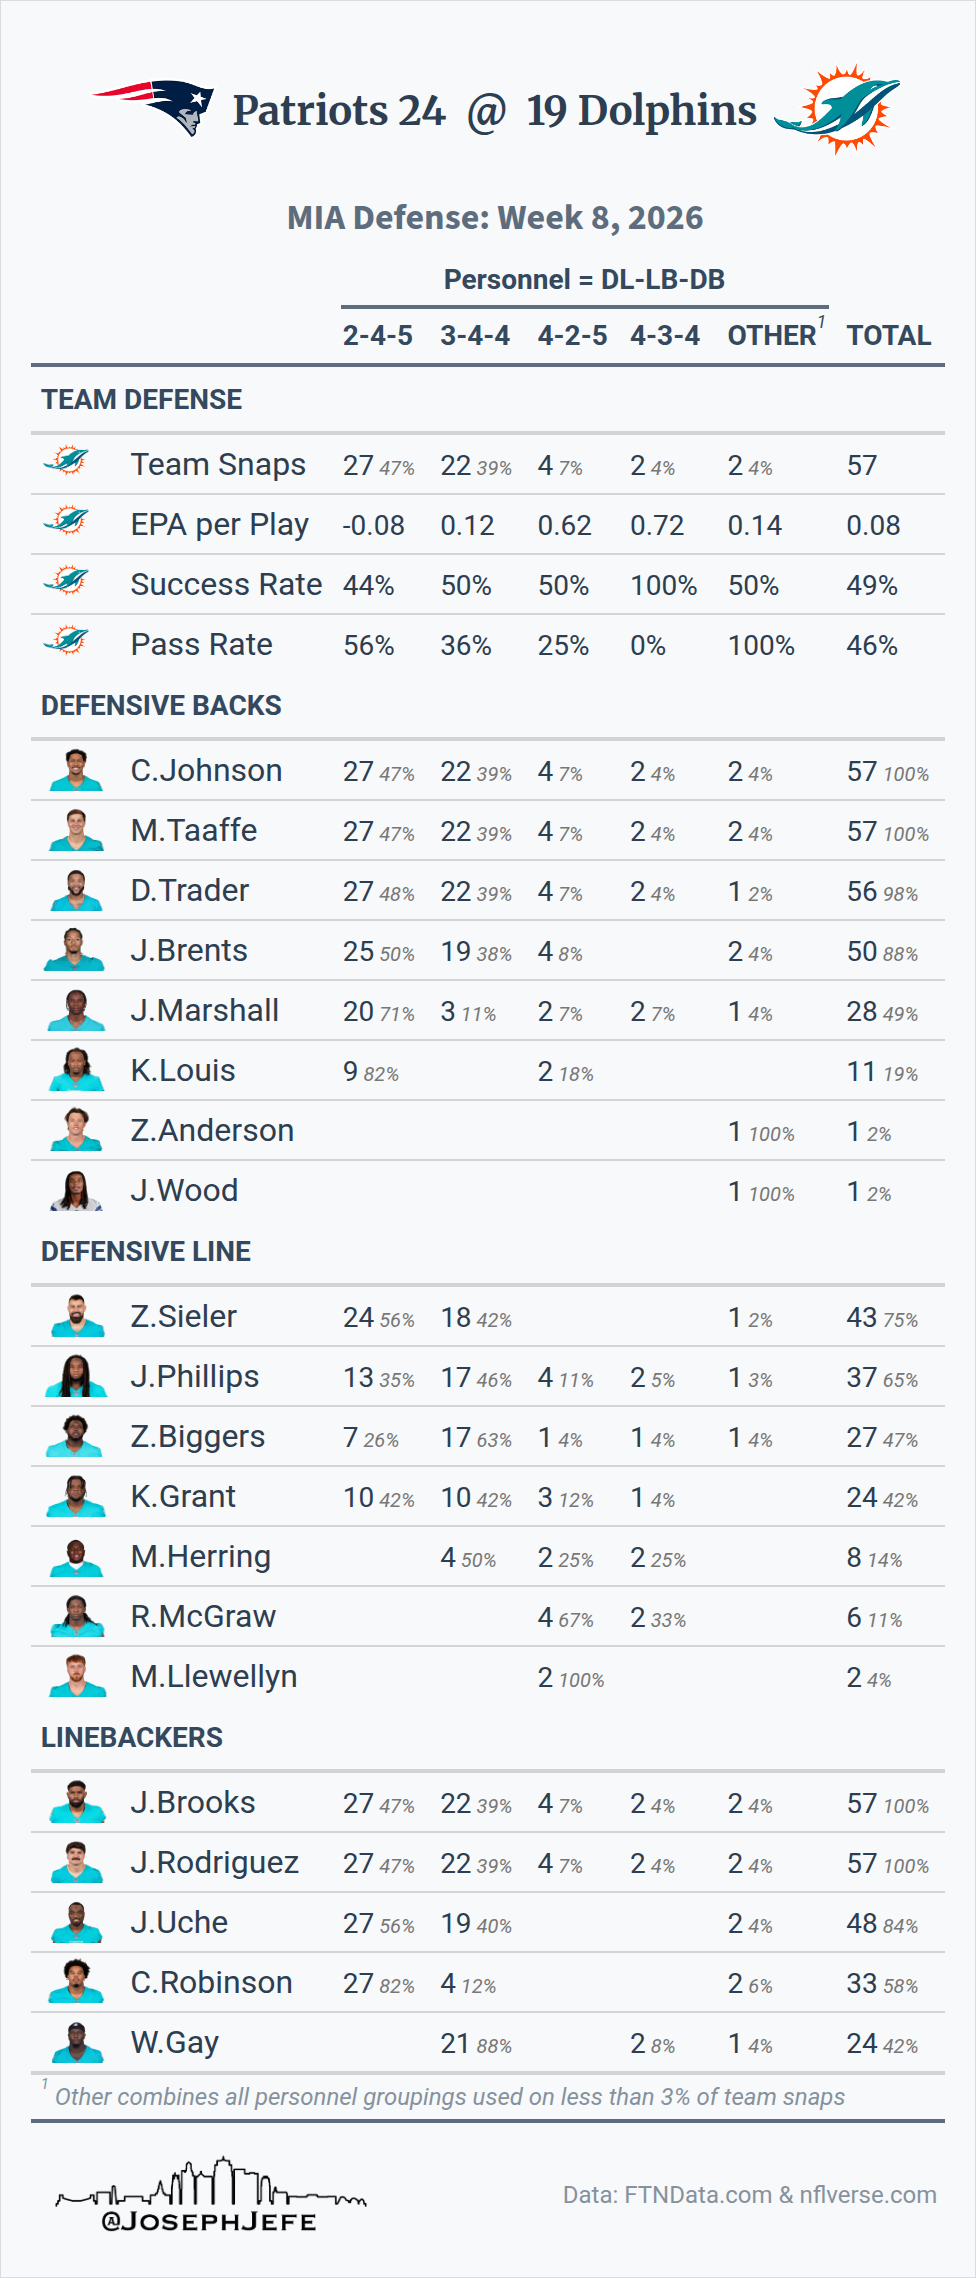 Patriots 24 @ 19 Dolphins
MIA Defense: Week 8, 2026
Personnel = DL-LB-DB
2-4-5 3-4-4 4-2-5 4-3-4 OTHER1 TOTAL
TEAM DEFENSE
Team Snaps 27 47% 22 39% 4 7% 2 4% 2 4% 57
EPA per Play -0.08 0.12 0.62 0.72 0.14 0.08
Success Rate 44% 50% 50% 100% 50% 49%
Pass Rate 56% 36% 25% 0% 100% 46%
DEFENSIVE BACKS
C.Johnson 27 47% 22 39% 4 7% 2 4% 2 4% 57 100%
M.Taaffe 27 47% 22 39% 4 7% 2 4% 2 4% 57 100%
D.Trader 27 48% 22 39% 4 7% 2 4% 1 2% 56 98%
J.Brents 25 50% 19 38% 4 8% 2 4% 50 88%
J.Marshall 20 71% 3 11% 2 7% 2 7% 1 4% 28 49%
K.Louis 9 82% 2 18% 11 19%
Z.Anderson 1 100% 1 2%
J.Wood 1 100% 1 2%
DEFENSIVE LINE
Z.Sieler 24 56% 18 42% 1 2% 43 75%
J.Phillips 13 35% 17 46% 4 11% 2 5% 1 3% 37 65%
Z.Biggers 7 26% 17 63% 1 4% 1 4% 1 4% 27 47%
K.Grant 10 42% 10 42% 3 12% 1 4% 24 42%
M.Herring 4 50% 2 25% 2 25% 8 14%
R.McGraw 4 67% 2 33% 6 11%
M.Llewellyn 2 100% 2 4%
LINEBACKERS
J.Brooks 27 47% 22 39% 4 7% 2 4% 2 4% 57 100%
J.Rodriguez 27 47% 22 39% 4 7% 2 4% 2 4% 57 100%
J.Uche 27 56% 19 40% 2 4% 48 84%
C.Robinson 27 82% 4 12% 2 6% 33 58%
W.Gay 21 88% 2 8% 1 4% 24 42%
1 Other combines all personnel groupings used on less than 3% of team snaps
@JOSEPHJEFE
Data: FTNData.com & nflverse.com